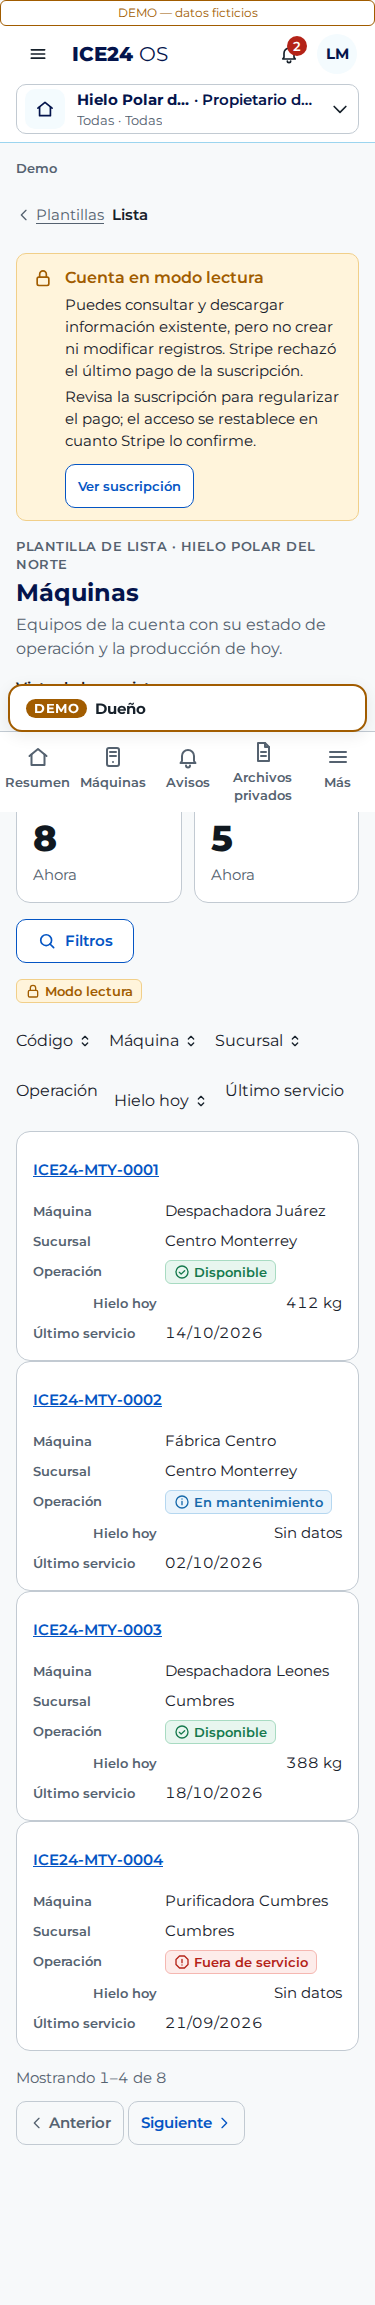 DEMO — datos ficticios
ICE24 OS
2
LM
Hielo Polar d... · Propietario d...
Todas · Todas
Demo
Plantillas Lista
Cuenta en modo lectura
Puedes consultar y descargar
información existente, pero no crear
ni modificar registros. Stripe rechazó
el último pago de la suscripción.
Revisa la suscripción para regularizar
el pago; el acceso se restablece en
cuanto Stripe lo confirme.
Ver suscripción
PLANTILLA DE LISTA · HIELO POLAR DEL
NORTE
Máquinas
Equipos de la cuenta con su estado de
operación y la producción de hoy.
DEMO Dueño
Resumen
Máquinas
Avisos
Archivos
privados
Más
8
Ahora
5
Ahora
Filtros
Modo lectura
Código Máquina Sucursal
Operación Hielo hoy Último servicio
ICE24-MTY-0001
Máquina Despachadora Juárez
Sucursal Centro Monterrey
Operación Disponible
Hielo hoy 412 kg
Último servicio 14/10/2026
ICE24-MTY-0002
Máquina Fábrica Centro
Sucursal Centro Monterrey
Operación En mantenimiento
Hielo hoy Sin datos
Último servicio 02/10/2026
ICE24-MTY-0003
Máquina Despachadora Leones
Sucursal Cumbres
Operación Disponible
Hielo hoy 388 kg
Último servicio 18/10/2026
ICE24-MTY-0004
Máquina Purificadora Cumbres
Sucursal Cumbres
Operación Fuera de servicio
Hielo hoy Sin datos
Último servicio 21/09/2026
Mostrando 1–4 de 8
Anterior Siguiente